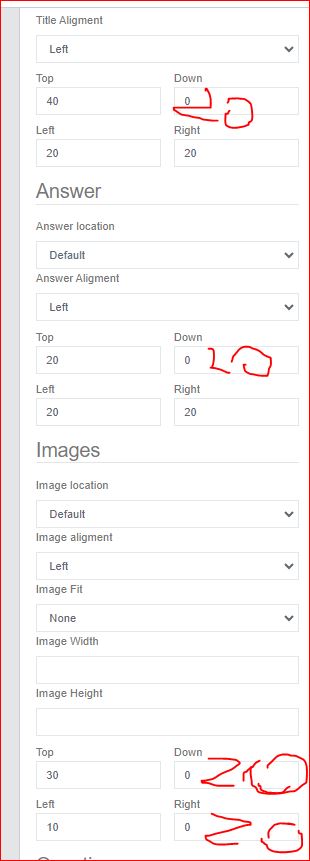 Title Aligment
Left
Top Down
40 0 20
Left Right
20 20
Answer
Answer location
Default
Answer Aligment
Left
Top Down
20 0 20
Left Right
20 20
Images
Image location
Default
Image aligment
Left
Image Fit
None
Image Width
Image Height
Top Down
30 0 20
Left Right
10 0 20